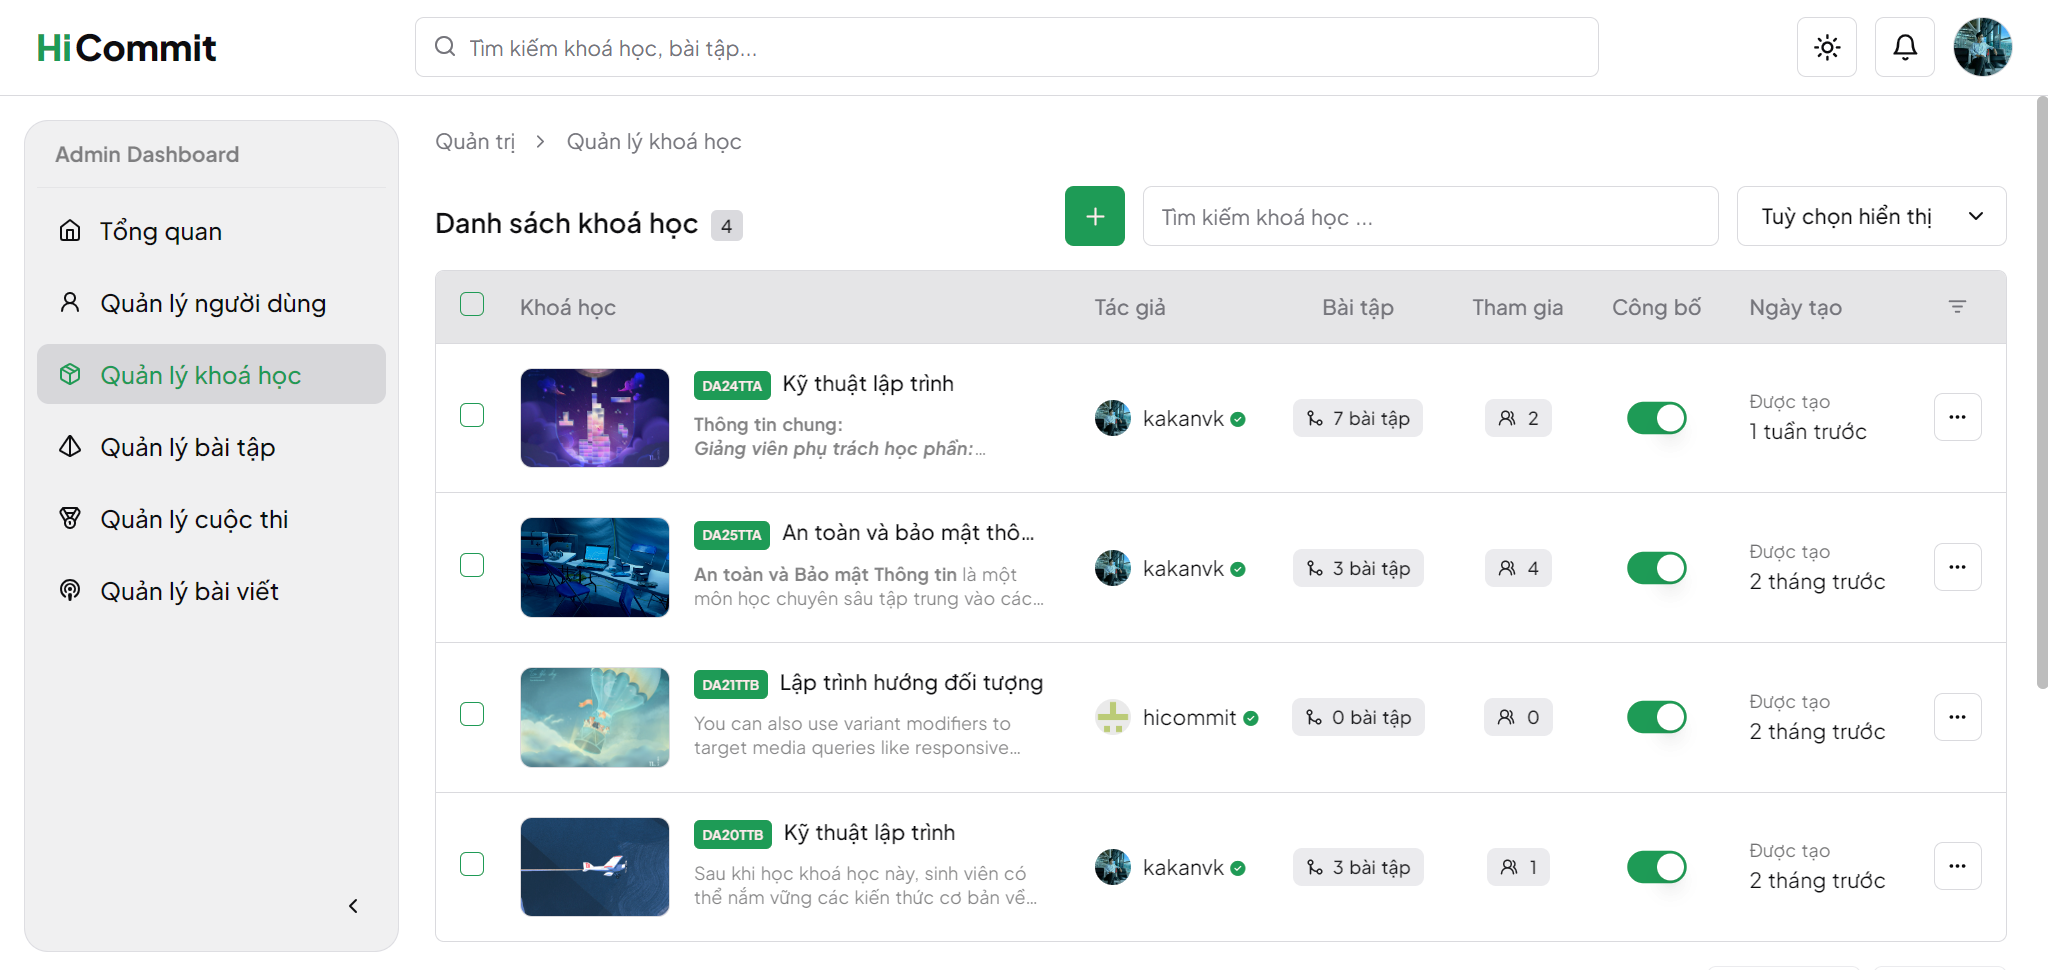 HiCommit
Tìm kiếm khoá học, bài tập...
Admin Dashboard
Tổng quan
Quản lý người dùng
Quản lý khoá học
Quản lý bài tập
Quản lý cuộc thi
Quản lý bài viết
Quản trị > Quản lý khoá học
Danh sách khoá học 4
+ Tìm kiếm khoá học ... Tuỳ chọn hiển thị
Khoá học Tác giả Bài tập Tham gia Công bố Ngày tạo
DA24TTA Kỹ thuật lập trình
Thông tin chung:
Giảng viên phụ trách học phần:...
kakanvk 7 bài tập 2
Được tạo
1 tuần trước
DA25TTA An toàn và bảo mật thô...
An toàn và Bảo mật Thông tin là một
môn học chuyên sâu tập trung vào các...
kakanvk 3 bài tập 4
Được tạo
2 tháng trước
DA21TTB Lập trình hướng đối tượng
You can also use variant modifiers to
target media queries like responsive...
hicommit 0 bài tập 0
Được tạo
2 tháng trước
DA20TTB Kỹ thuật lập trình
Sau khi học khoá học này, sinh viên có
thể nắm vững các kiến thức cơ bản về...
kakanvk 3 bài tập 1
Được tạo
2 tháng trước